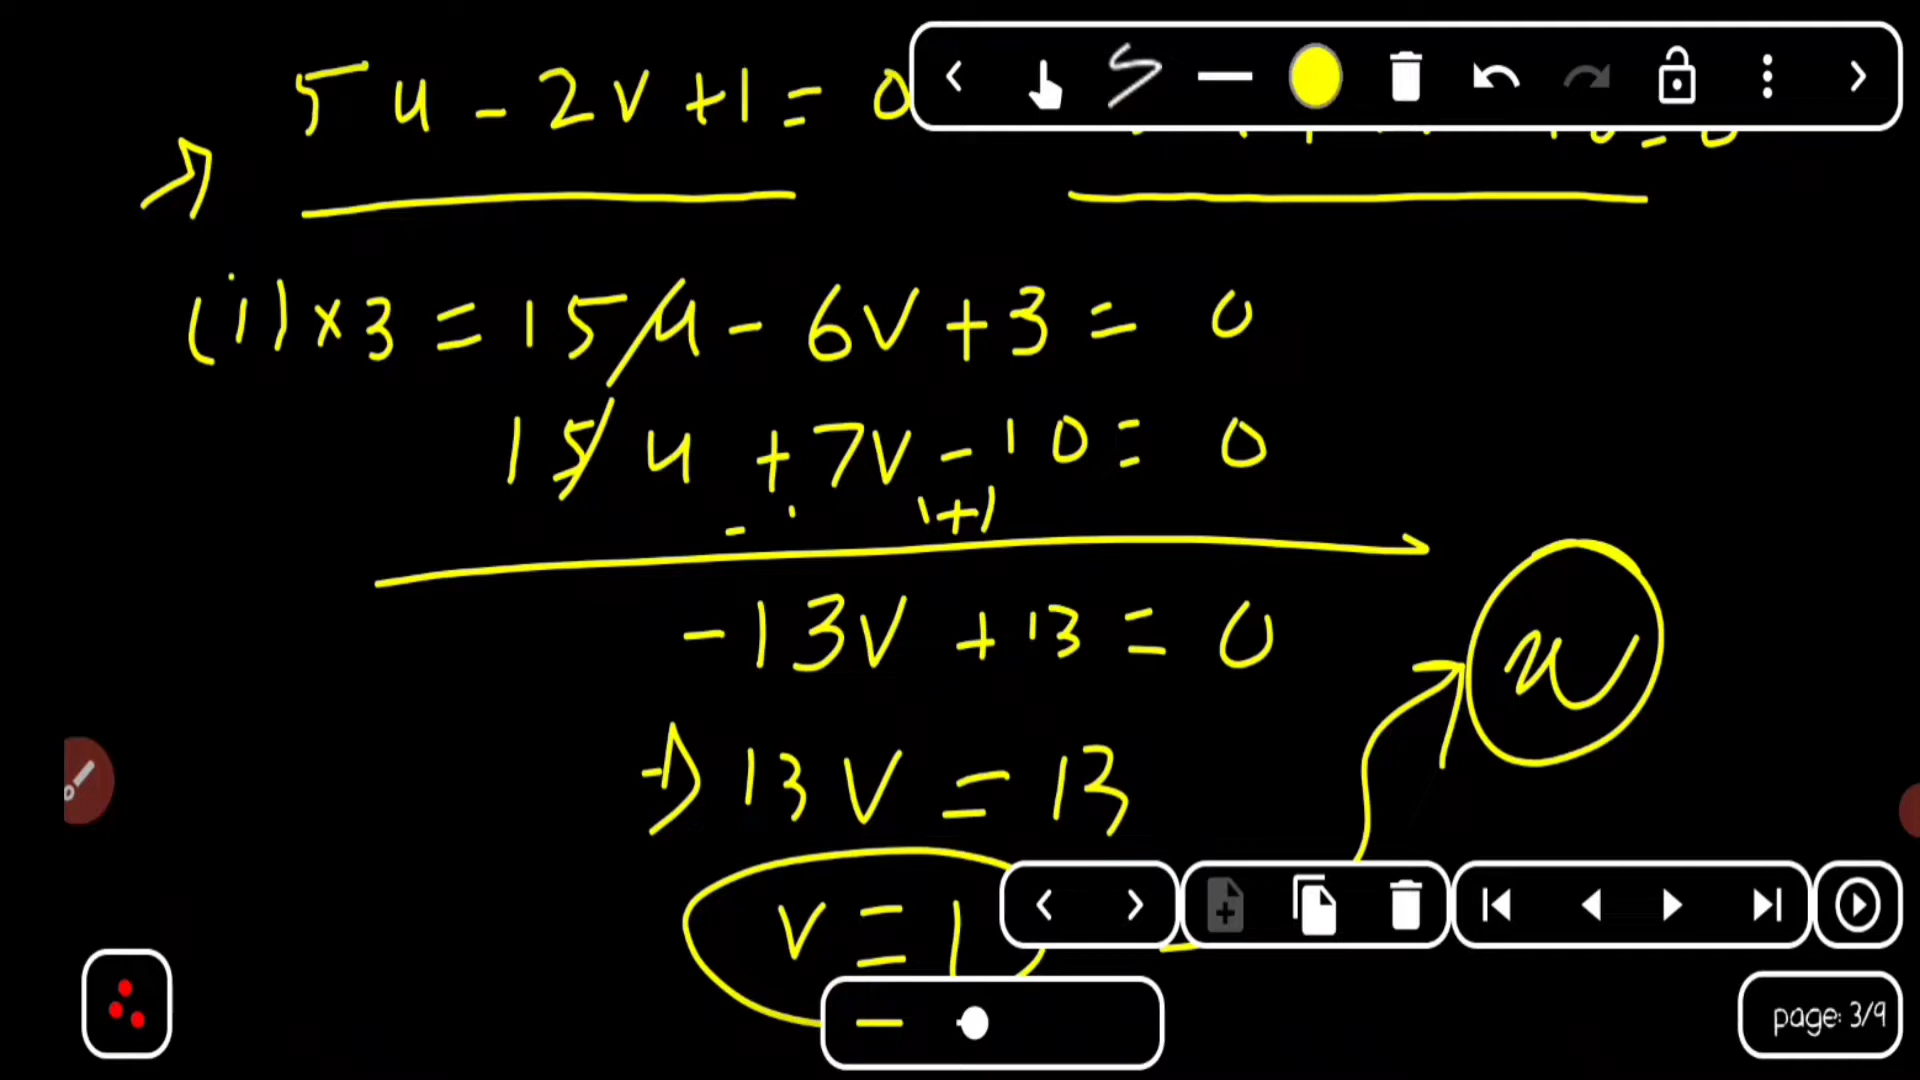 5u - 2v + 1 = 0
(i) × 3 = 15u - 6v + 3 = 0
15u + 7v - 10 = 0
- (+)
-13v + 13 = 0
⇒ 13v = 13
v = 1
page: 3/9